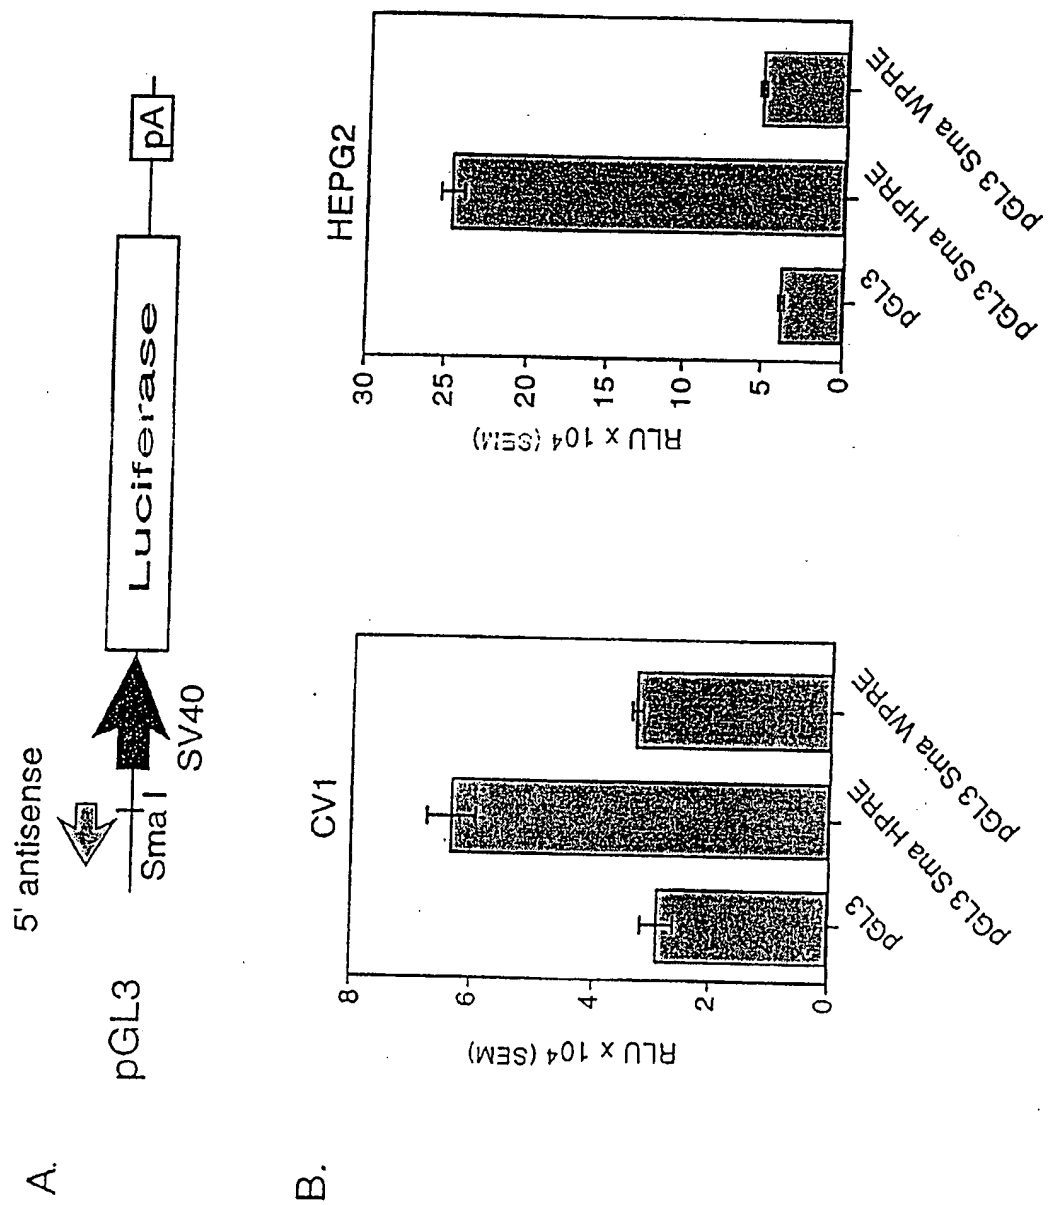 A.
pGL3
5' antisense
Sma I
SV40
Luciferase
pA
B.
CV1
RLU x 10⁴ (SEM)
8
6
4
2
0
pGL3
pGL3 Sma HPRE
pGL3 Sma WPRE
HEPG2
RLU x 10⁴ (SEM)
30
25
20
15
10
5
0
pGL3
pGL3 Sma HPRE
pGL3 Sma WPRE